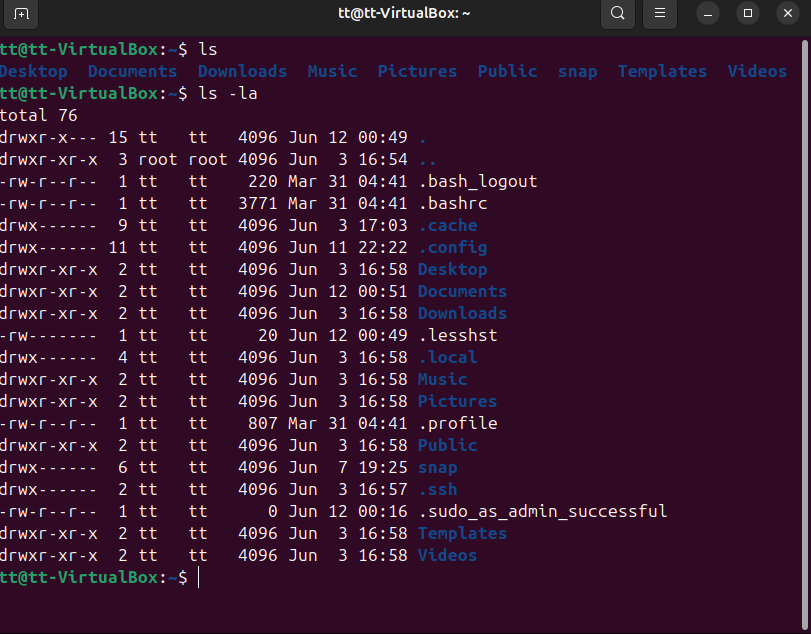 tt@tt-VirtualBox: ~
tt@tt-VirtualBox:~$ ls
Desktop  Documents  Downloads  Music  Pictures  Public  snap  Templates  Videos
tt@tt-VirtualBox:~$ ls -la
total 76
drwxr-x--- 15 tt   tt   4096 Jun 12 00:49 .
drwxr-xr-x  3 root root 4096 Jun  3 16:54 ..
-rw-r--r--  1 tt   tt    220 Mar 31 04:41 .bash_logout
-rw-r--r--  1 tt   tt   3771 Mar 31 04:41 .bashrc
drwx------  9 tt   tt   4096 Jun  3 17:03 .cache
drwx------ 11 tt   tt   4096 Jun 11 22:22 .config
drwxr-xr-x  2 tt   tt   4096 Jun  3 16:58 Desktop
drwxr-xr-x  2 tt   tt   4096 Jun 12 00:51 Documents
drwxr-xr-x  2 tt   tt   4096 Jun  3 16:58 Downloads
-rw-------  1 tt   tt     20 Jun 12 00:49 .lesshst
drwx------  4 tt   tt   4096 Jun  3 16:58 .local
drwxr-xr-x  2 tt   tt   4096 Jun  3 16:58 Music
drwxr-xr-x  2 tt   tt   4096 Jun  3 16:58 Pictures
-rw-r--r--  1 tt   tt    807 Mar 31 04:41 .profile
drwxr-xr-x  2 tt   tt   4096 Jun  3 16:58 Public
drwx------  6 tt   tt   4096 Jun  7 19:25 snap
drwx------  2 tt   tt   4096 Jun  3 16:57 .ssh
-rw-r--r--  1 tt   tt      0 Jun 12 00:16 .sudo_as_admin_successful
drwxr-xr-x  2 tt   tt   4096 Jun  3 16:58 Templates
drwxr-xr-x  2 tt   tt   4096 Jun  3 16:58 Videos
tt@tt-VirtualBox:~$